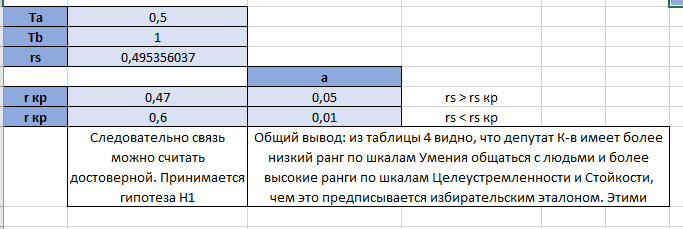 Ta 0,5
Tb 1
rs 0,495356037
a
r кр 0,47 0,05 rs > rs кр
r кр 0,6 0,01 rs < rs кр
Следовательно связь
можно считать
достоверной. Принимается
гипотеза H1
Общий вывод: из таблицы 4 видно, что депутат К-в имеет более
низкий ранг по шкалам Умения общаться с людьми и более
высокие ранги по шкалам Целеустремленности и Стойкости,
чем это предписывается избирательским эталоном. Этими